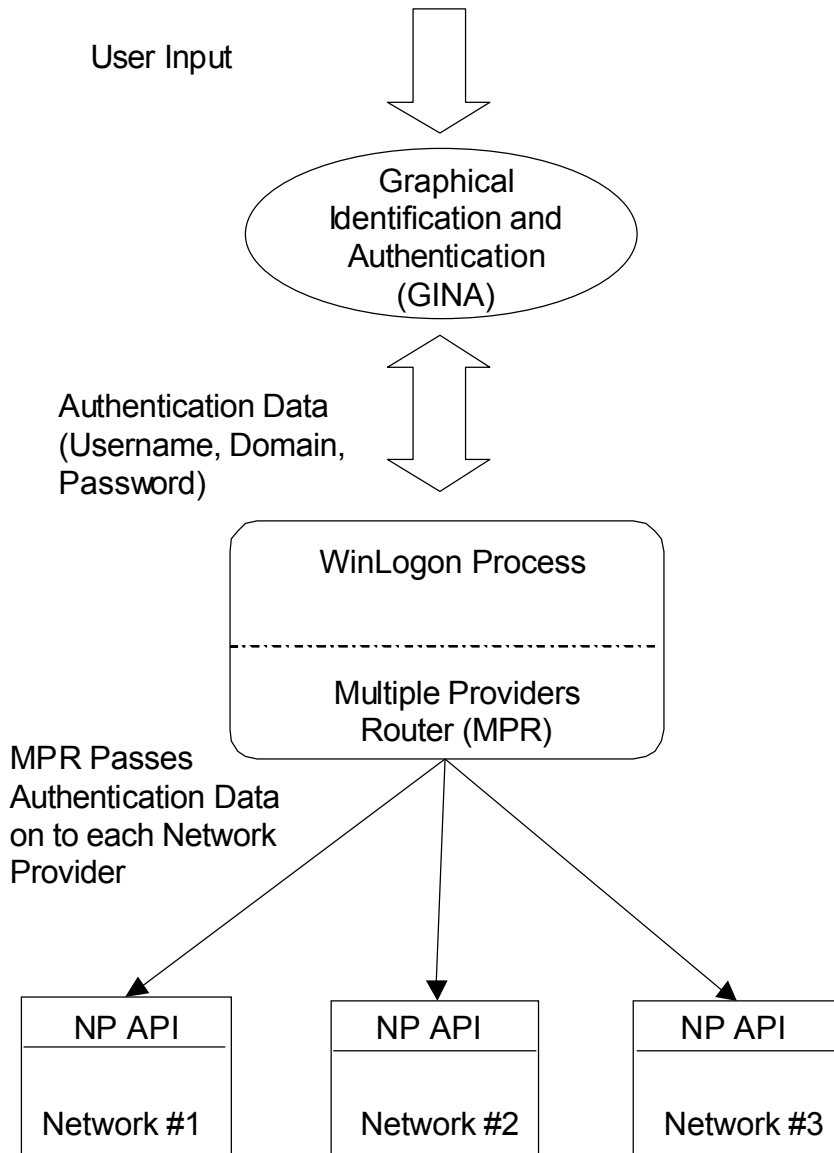 User Input
Graphical
Identification and
Authentication
(GINA)
Authentication Data
(Username, Domain,
Password)
WinLogon Process
Multiple Providers
Router (MPR)
MPR Passes
Authentication Data
on to each Network
Provider
NP API
Network #1
NP API
Network #2
NP API
Network #3